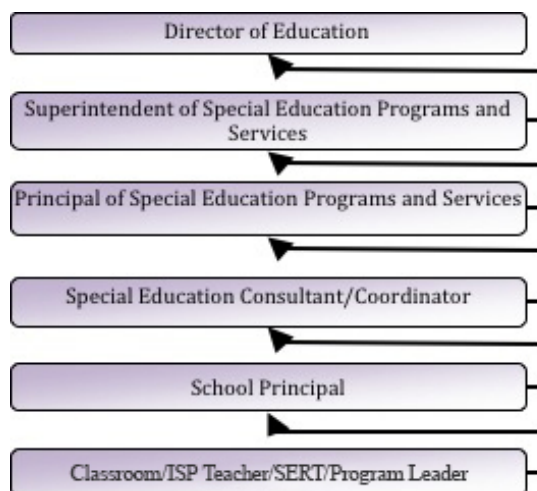 Director of Education
Superintendent of Special Education Programs and
Services
Principal of Special Education Programs and Services
Special Education Consultant/Coordinator
School Principal
Classroom/ISP Teacher/SERT/Program Leader